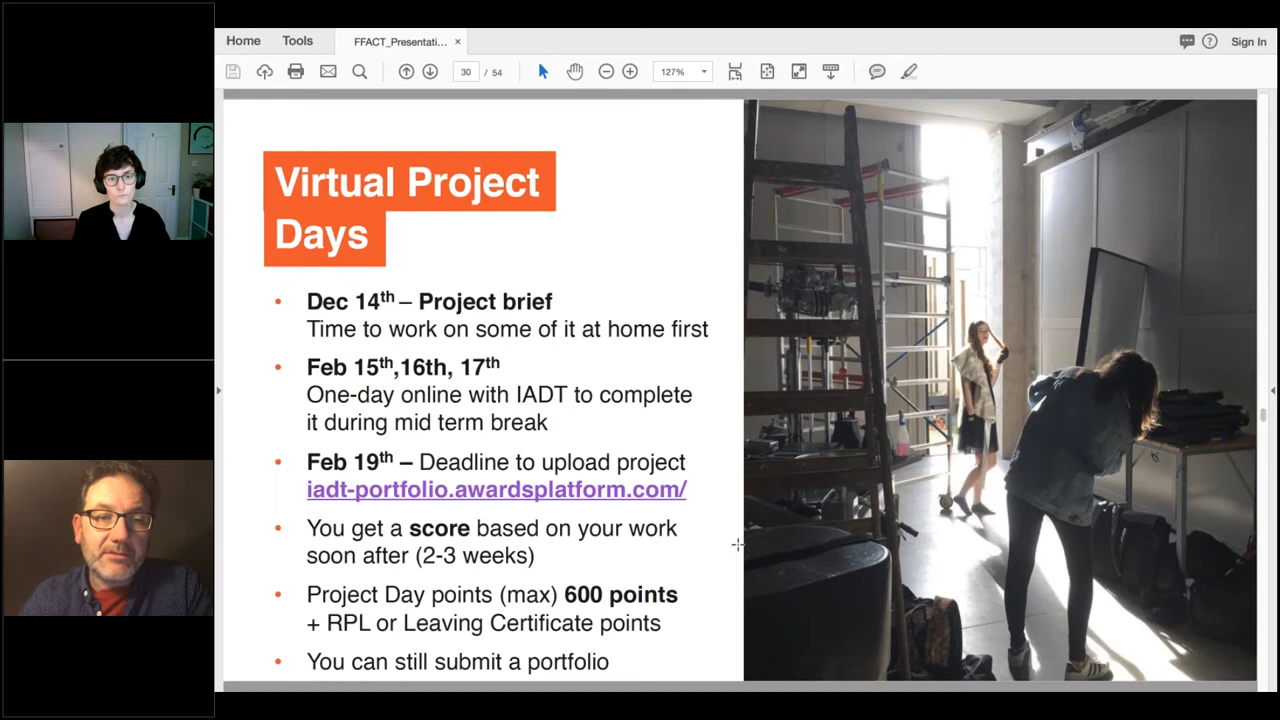 Home Tools FFACT_Presentati... × Sign In
30 / 54 127%
Virtual Project
Days
• Dec 14th – Project brief
Time to work on some of it at home first
• Feb 15th,16th, 17th
One-day online with IADT to complete
it during mid term break
• Feb 19th – Deadline to upload project
iadt-portfolio.awardsplatform.com/
• You get a score based on your work
soon after (2-3 weeks)
• Project Day points (max) 600 points
+ RPL or Leaving Certificate points
• You can still submit a portfolio